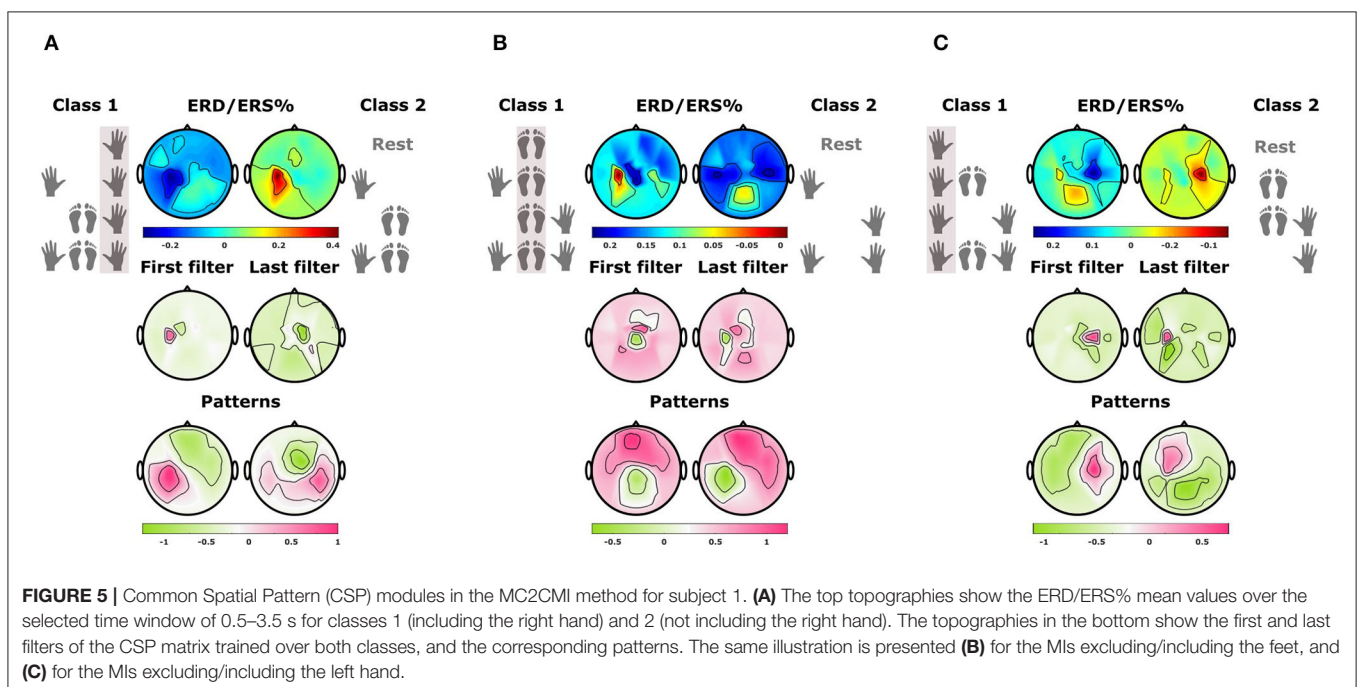 A
B
C
Class 1 ERD/ERS% Class 2
Class 1 ERD/ERS% Class 2
Class 1 ERD/ERS% Class 2
Rest
Rest
Rest
-0.2 0 0.2 0.4
0.2 0.15 0.1 0.05 -0.05 0
0.2 0.1 0 -0.1
First filter Last filter
First filter Last filter
First filter Last filter
Patterns
Patterns
Patterns
-1 -0.5 0 0.5 1
-0.5 0 0.5 1
-1 -0.5 0 0.5
FIGURE 5 | Common Spatial Pattern (CSP) modules in the MC2CMI method for subject 1. (A) The top topographies show the ERD/ERS% mean values over the
selected time window of 0.5–3.5 s for classes 1 (including the right hand) and 2 (not including the right hand). The topographies in the bottom show the first and last
filters of the CSP matrix trained over both classes, and the corresponding patterns. The same illustration is presented (B) for the MIs excluding/including the feet, and
(C) for the MIs excluding/including the left hand.